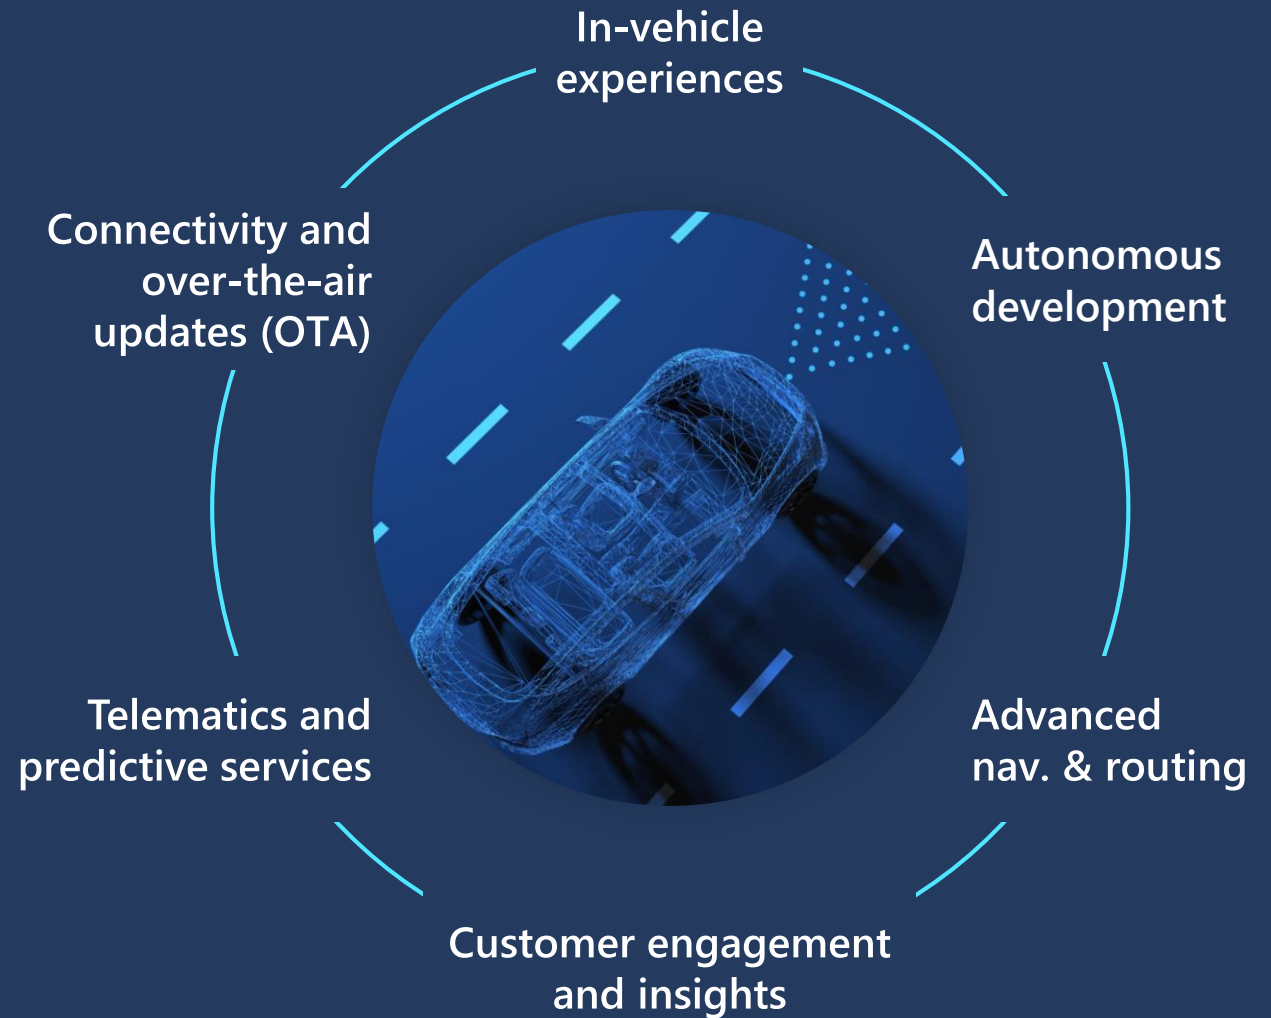 In-vehicle
experiences
Autonomous
development
Advanced
nav. & routing
Customer engagement
and insights
Telematics and
predictive services
Connectivity and
over-the-air
updates (OTA)